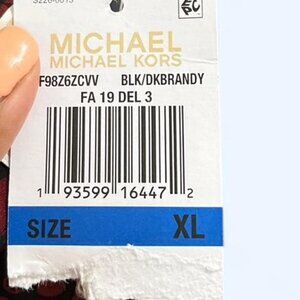 MICHAEL
MICHAEL KORS
F98Z6ZCVV BLK/DKBRANDY
FA 19 DEL 3
1 93599 16447 2
SIZE XL